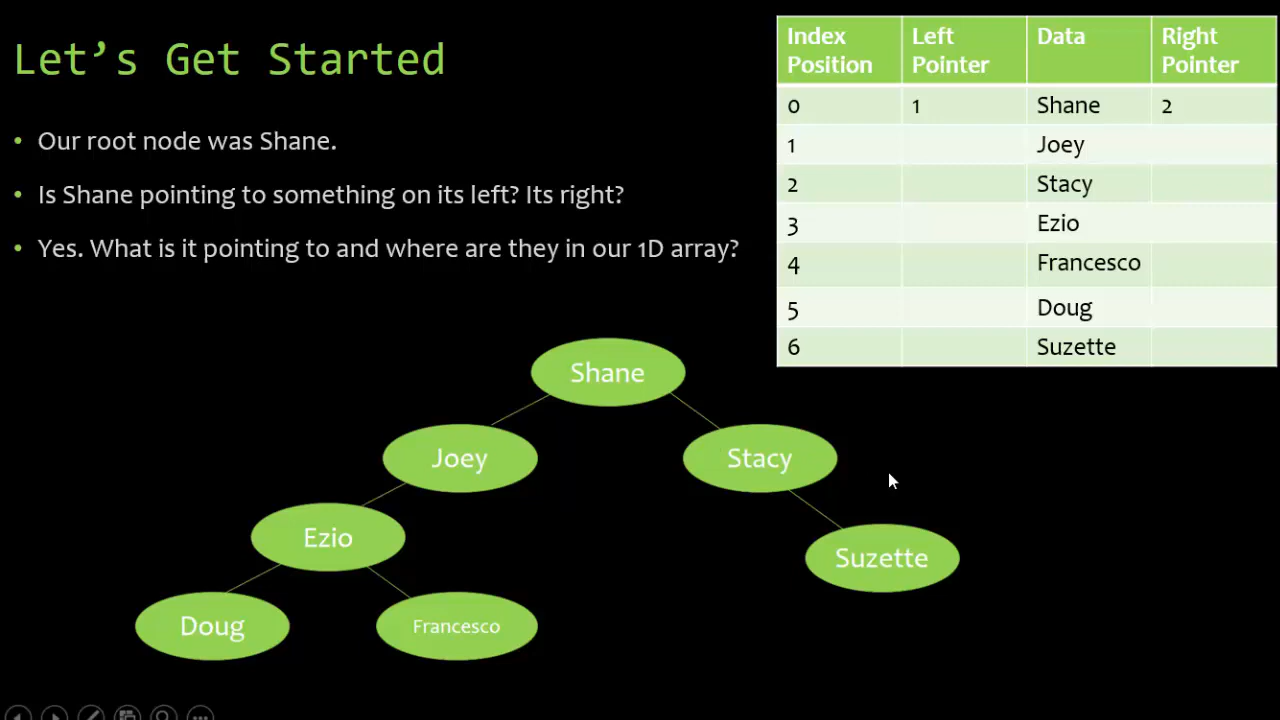 Let’s Get Started
• Our root node was Shane.
• Is Shane pointing to something on its left? Its right?
• Yes. What is it pointing to and where are they in our 1D array?
Index Position Left Pointer Data Right Pointer
0 1 Shane 2
1 Joey
2 Stacy
3 Ezio
4 Francesco
5 Doug
6 Suzette
Shane
Joey Stacy
Ezio Suzette
Doug Francesco